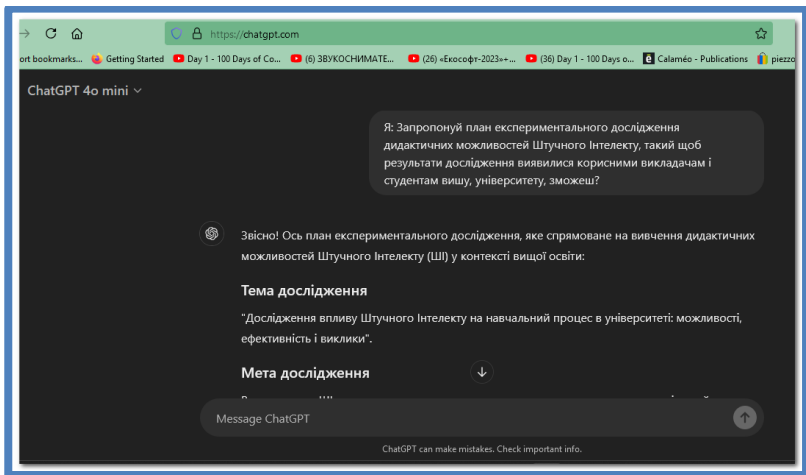 https://chatgpt.com
ort bookmarks... Getting Started Day 1 - 100 Days of Co... (6) ЗВУКОСНИМАТЕ... (26) «Екософт-2023»+... (36) Day 1 - 100 Days o... Calaméo - Publications piezzo
ChatGPT 4o mini
Я: Запропонуй план експериментального дослідження
дидактичних можливостей Штучного Інтелекту, такий щоб
результати дослідження виявилися корисними викладачам і
студентам вишу, університету, зможеш?
Звісно! Ось план експериментального дослідження, яке спрямоване на вивчення дидактичних
можливостей Штучного Інтелекту (ШІ) у контексті вищої освіти:
Тема дослідження
"Дослідження впливу Штучного Інтелекту на навчальний процес в університеті: можливості,
ефективність і виклики".
Мета дослідження
Message ChatGPT
ChatGPT can make mistakes. Check important info.